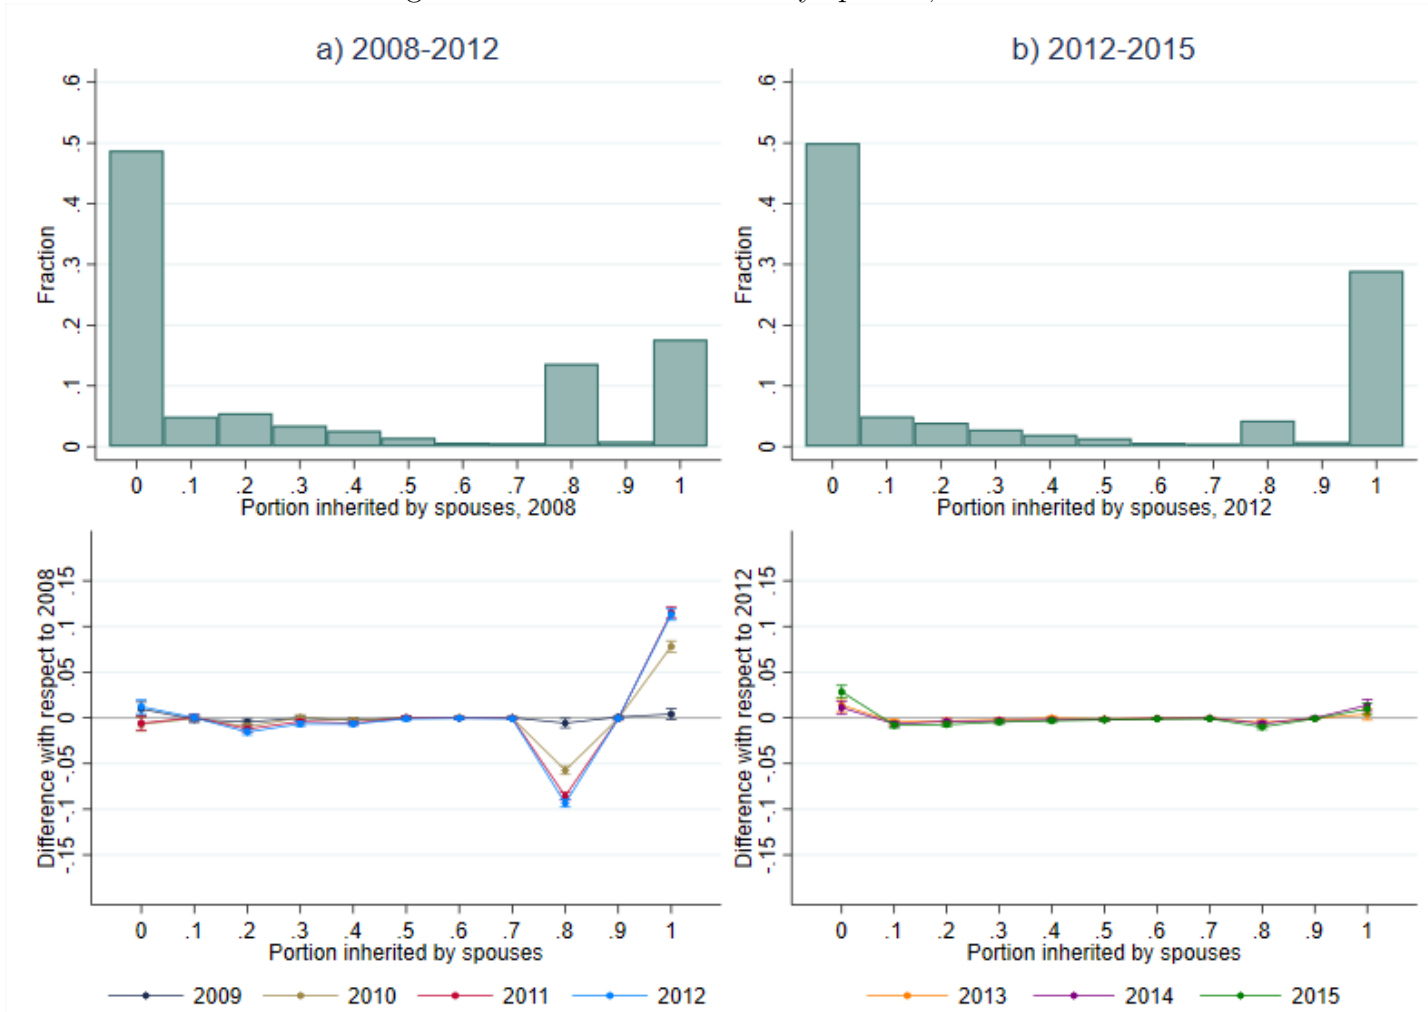 a) 2008-2012
b) 2012-2015
Fraction
.6
.5
.4
.3
.2
.1
0
0 .1 .2 .3 .4 .5 .6 .7 .8 .9 1
Portion inherited by spouses, 2008
Fraction
.6
.5
.4
.3
.2
.1
0
0 .1 .2 .3 .4 .5 .6 .7 .8 .9 1
Portion inherited by spouses, 2012
Difference with respect to 2008
.15
.1
.05
0
-.05
-.1
-.15
0 .1 .2 .3 .4 .5 .6 .7 .8 .9 1
Portion inherited by spouses
2009 2010 2011 2012
Difference with respect to 2012
.15
.1
.05
0
-.05
-.1
-.15
0 .1 .2 .3 .4 .5 .6 .7 .8 .9 1
Portion inherited by spouses
2013 2014 2015